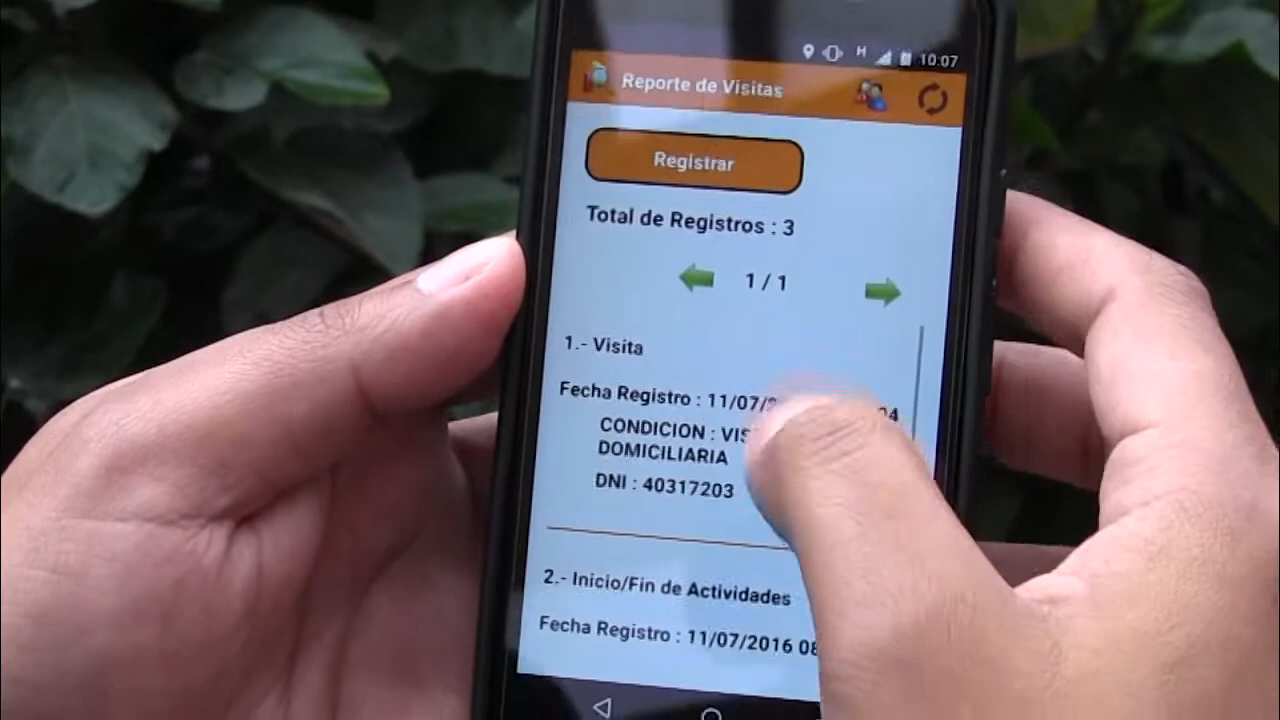 H 10:07
Reporte de Visitas
Registrar
Total de Registros : 3
1 / 1
1.- Visita
Fecha Registro : 11/07/ 04
CONDICION : VIS
DOMICILIARIA
DNI : 40317203
2.- Inicio/Fin de Actividades
Fecha Registro : 11/07/2016 08